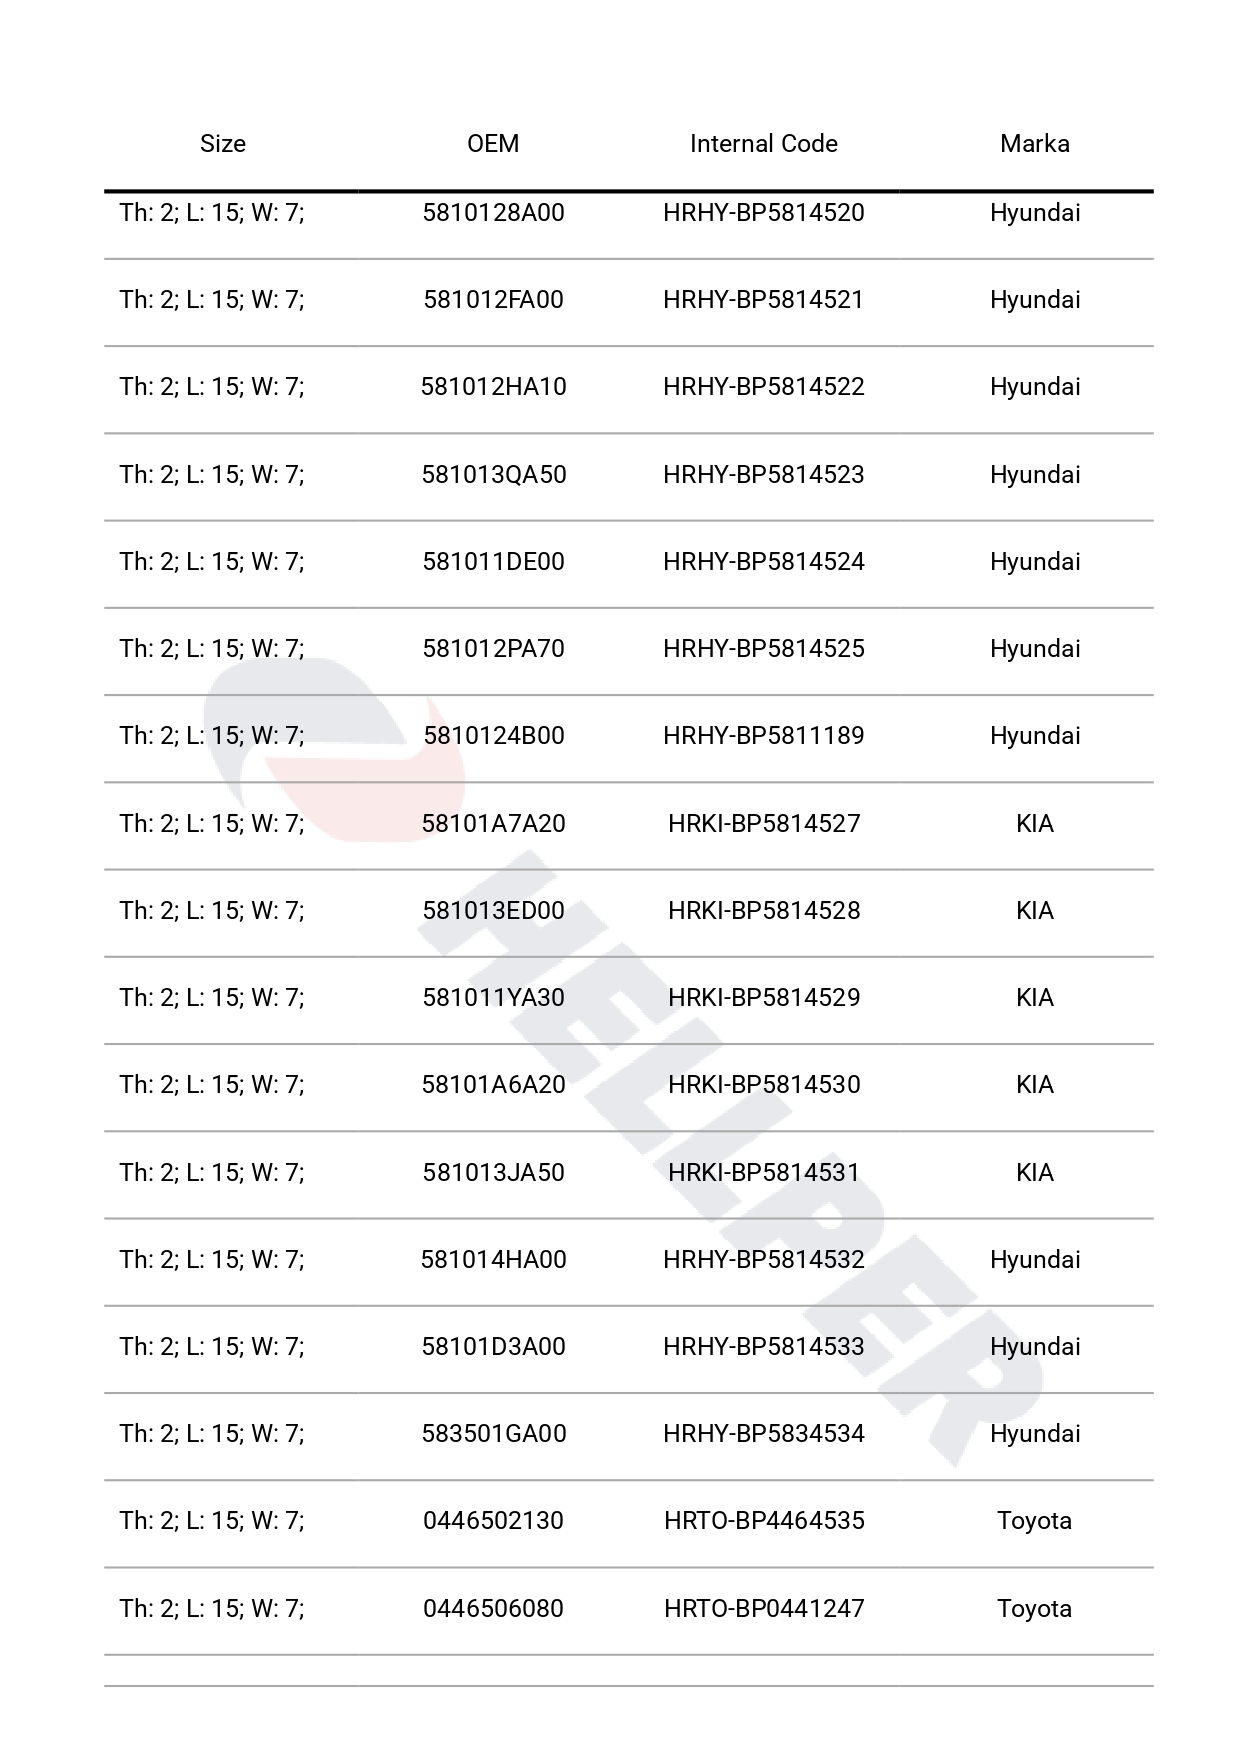 Size OEM Internal Code Marka
Th: 2; L: 15; W: 7; 5810128A00 HRHY-BP5814520 Hyundai
Th: 2; L: 15; W: 7; 581012FA00 HRHY-BP5814521 Hyundai
Th: 2; L: 15; W: 7; 581012HA10 HRHY-BP5814522 Hyundai
Th: 2; L: 15; W: 7; 581013QA50 HRHY-BP5814523 Hyundai
Th: 2; L: 15; W: 7; 581011DE00 HRHY-BP5814524 Hyundai
Th: 2; L: 15; W: 7; 581012PA70 HRHY-BP5814525 Hyundai
Th: 2; L: 15; W: 7; 5810124B00 HRHY-BP5811189 Hyundai
Th: 2; L: 15; W: 7; 58101A7A20 HRKI-BP5814527 KIA
Th: 2; L: 15; W: 7; 581013ED00 HRKI-BP5814528 KIA
Th: 2; L: 15; W: 7; 581011YA30 HRKI-BP5814529 KIA
Th: 2; L: 15; W: 7; 58101A6A20 HRKI-BP5814530 KIA
Th: 2; L: 15; W: 7; 581013JA50 HRKI-BP5814531 KIA
Th: 2; L: 15; W: 7; 581014HA00 HRHY-BP5814532 Hyundai
Th: 2; L: 15; W: 7; 58101D3A00 HRHY-BP5814533 Hyundai
Th: 2; L: 15; W: 7; 583501GA00 HRHY-BP5834534 Hyundai
Th: 2; L: 15; W: 7; 0446502130 HRTO-BP4464535 Toyota
Th: 2; L: 15; W: 7; 0446506080 HRTO-BP0441247 Toyota
HELLPER